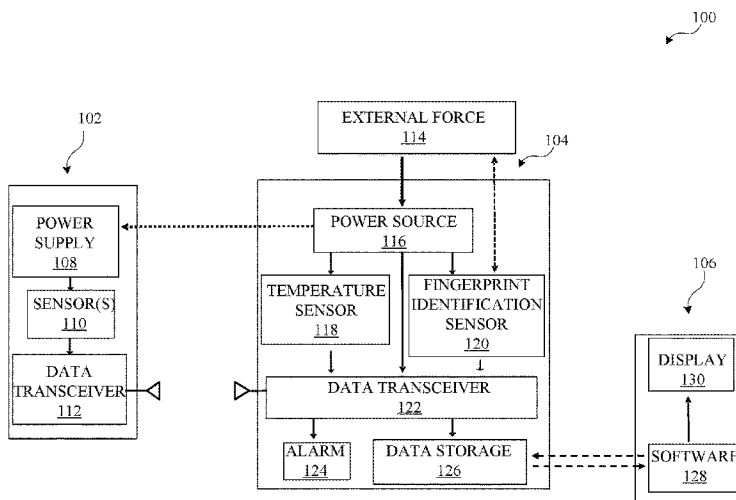 100
102
EXTERNAL FORCE
114
104
POWER
SUPPLY
108
POWER SOURCE
116
SENSOR(S)
110
TEMPERATURE
SENSOR
118
FINGERPRINT
IDENTIFICATION
SENSOR
120
106
DATA
TRANSCEIVER
112
DATA TRANSCEIVER
122
DISPLAY
130
ALARM
124
DATA STORAGE
126
SOFTWARE
128